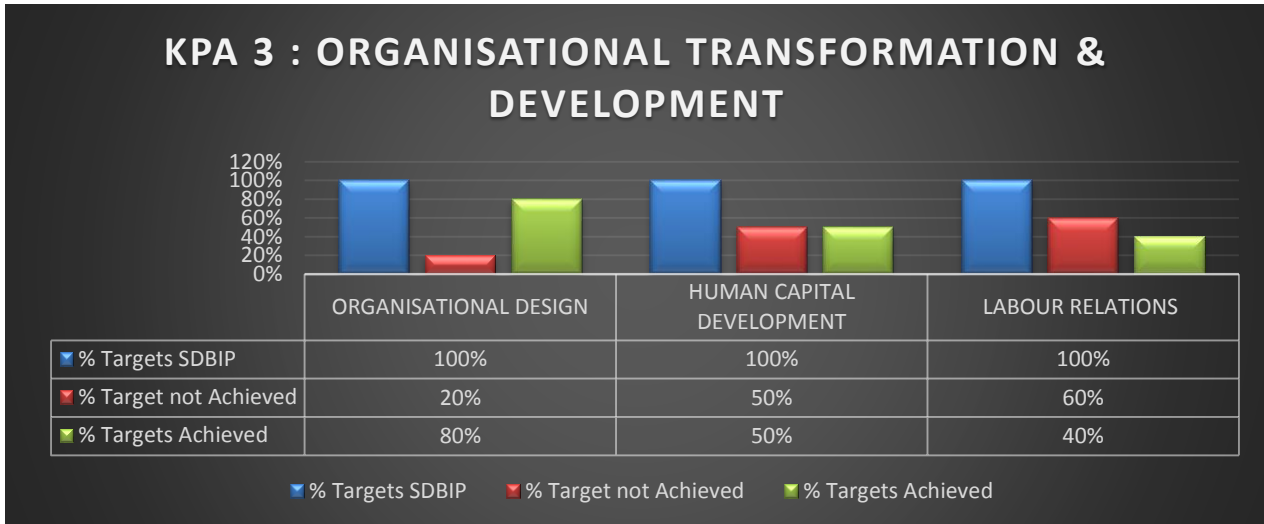 KPA 3 : ORGANISATIONAL TRANSFORMATION &
DEVELOPMENT
120%
100%
80%
60%
40%
20%
0%
ORGANISATIONAL DESIGN
HUMAN CAPITAL
DEVELOPMENT
LABOUR RELATIONS
% Targets SDBIP 100% 100% 100%
% Target not Achieved 20% 50% 60%
% Targets Achieved 80% 50% 40%
% Targets SDBIP % Target not Achieved % Targets Achieved